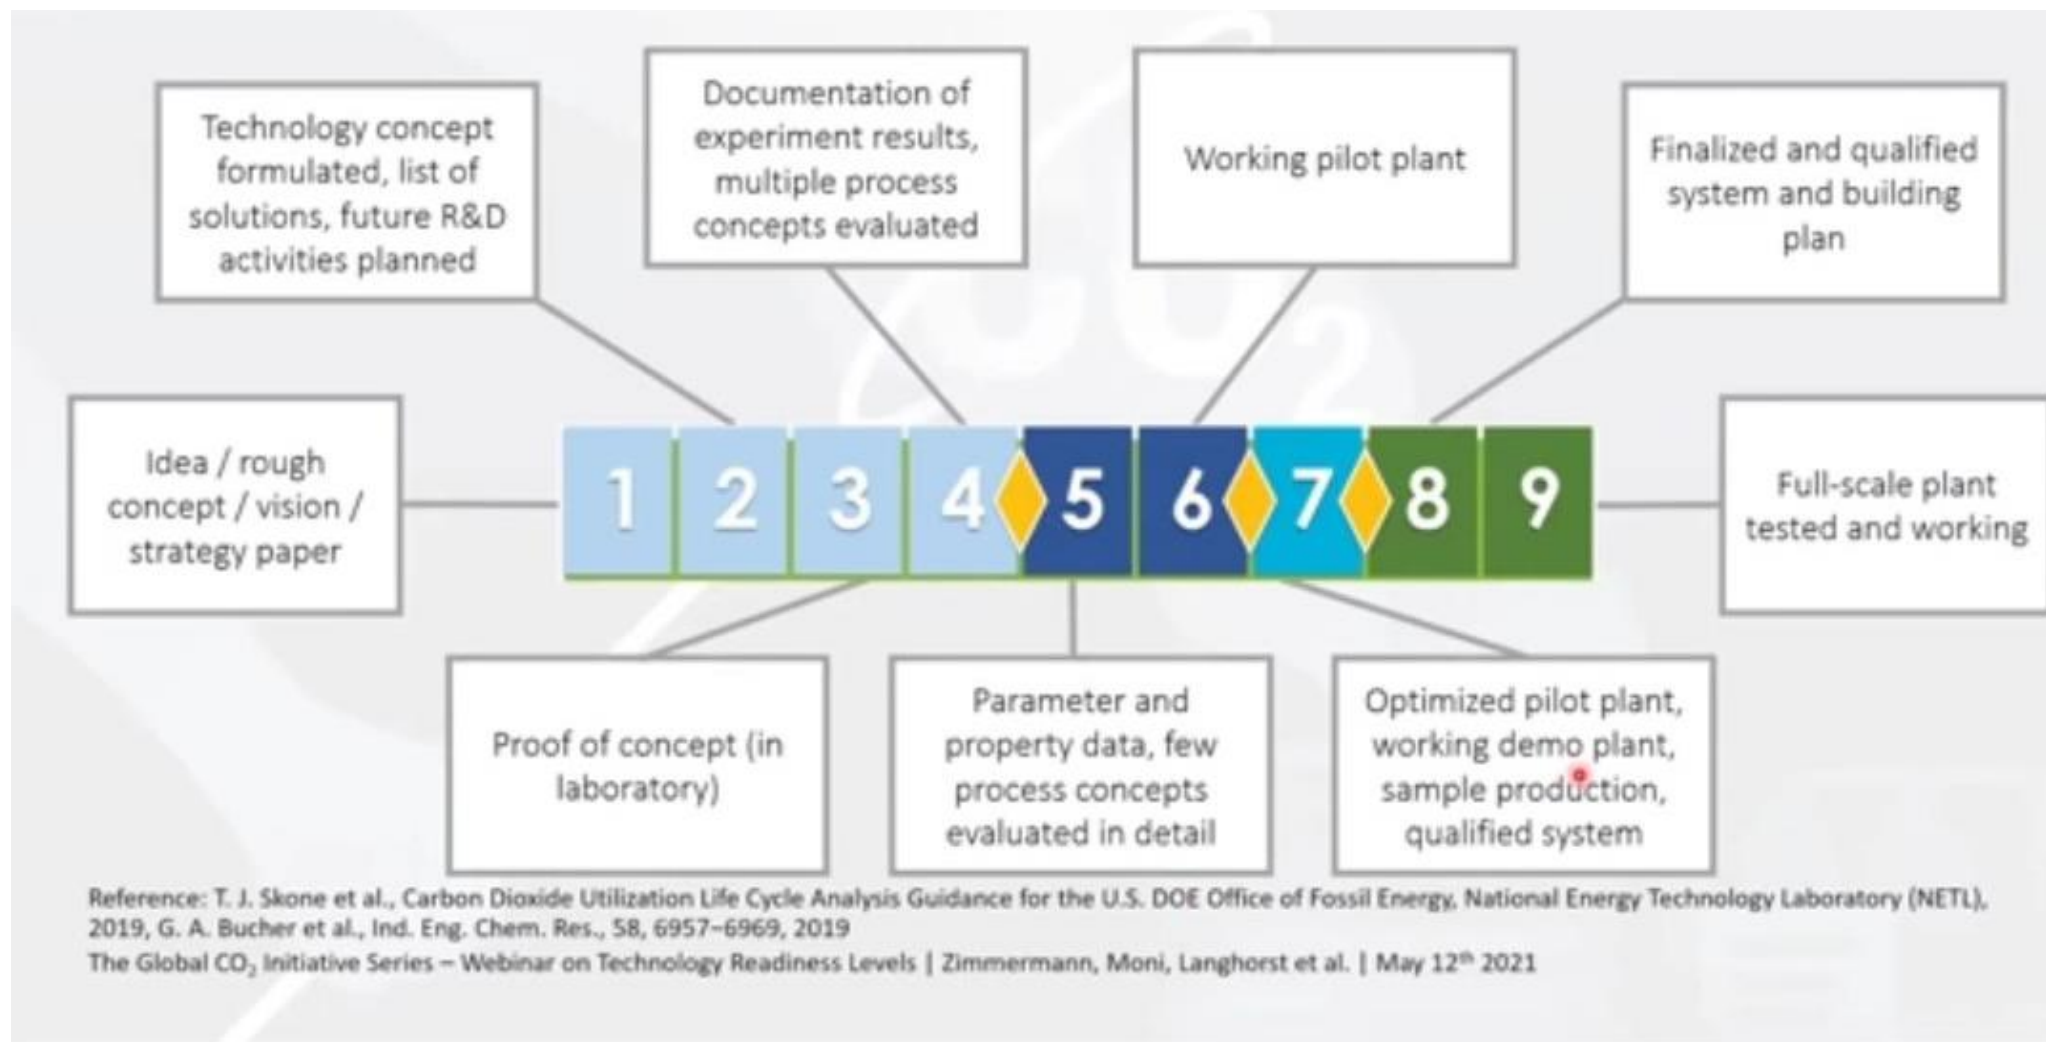 Technology concept
formulated, list of
solutions, future R&D
activities planned
Documentation of
experiment results,
multiple process
concepts evaluated
Working pilot plant
Finalized and qualified
system and building
plan
Idea / rough
concept / vision /
strategy paper
1 2 3 4 5 6 7 8 9
Full-scale plant
tested and working
Proof of concept (in
laboratory)
Parameter and
property data, few
process concepts
evaluated in detail
Optimized pilot plant,
working demo plant,
sample production,
qualified system
CO2
Reference: T. J. Skone et al., Carbon Dioxide Utilization Life Cycle Analysis Guidance for the U.S. DOE Office of Fossil Energy, National Energy Technology Laboratory (NETL),
2019, G. A. Bucher et al., Ind. Eng. Chem. Res., 58, 6957–6969, 2019
The Global CO₂ Initiative Series – Webinar on Technology Readiness Levels | Zimmermann, Moni, Langhorst et al. | May 12th 2021